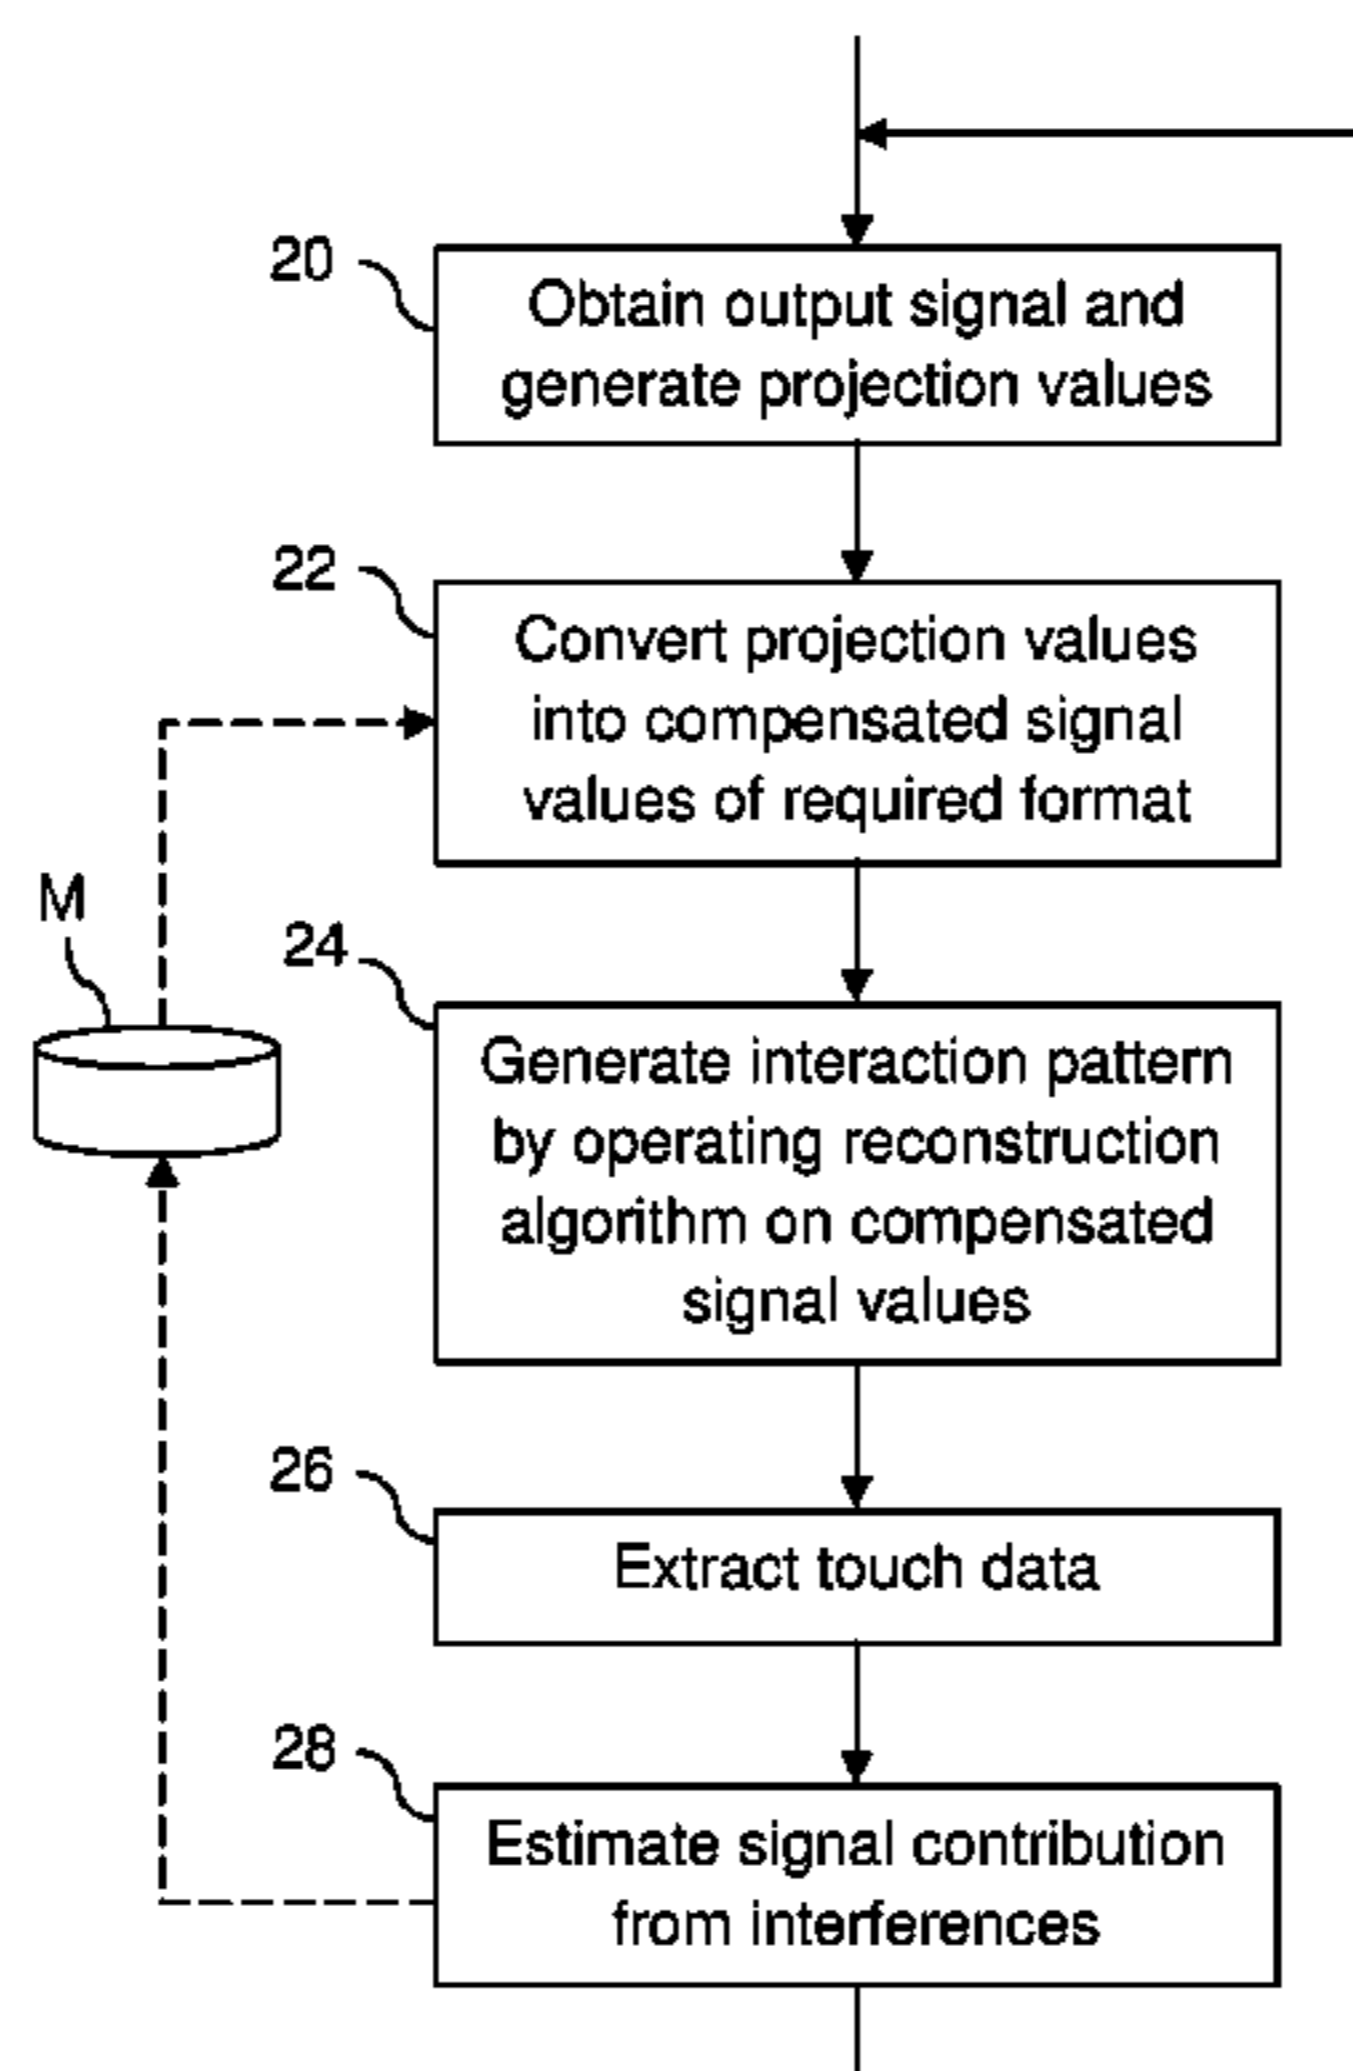 20
Obtain output signal and
generate projection values
22
Convert projection values
into compensated signal
values of required format
M
24
Generate interaction pattern
by operating reconstruction
algorithm on compensated
signal values
26
Extract touch data
28
Estimate signal contribution
from interferences